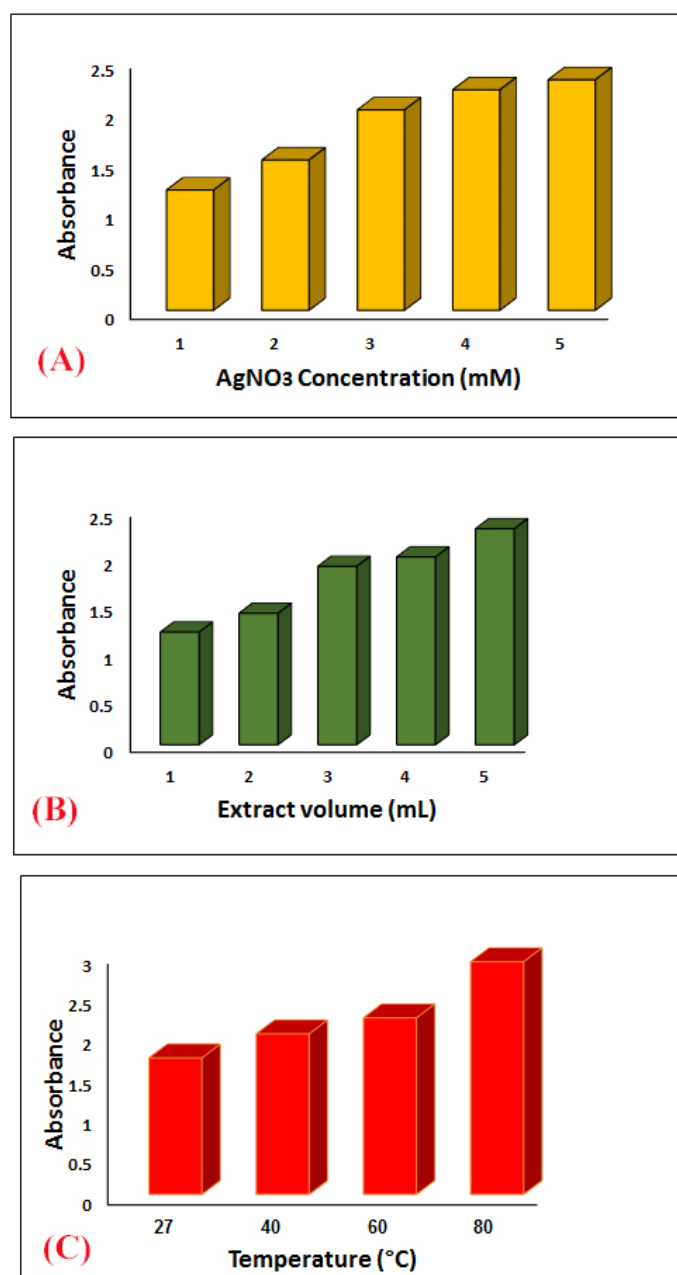 2.5
2
1.5
1
0.5
0
Absorbance
1 2 3 4 5
(A)
AgNO3 Concentration (mM)
2.5
2
1.5
1
0.5
0
Absorbance
1 2 3 4 5
(B)
Extract volume (mL)
3
2.5
2
1.5
1
0.5
0
Absorbance
27 40 60 80
(C)
Temperature (°C)